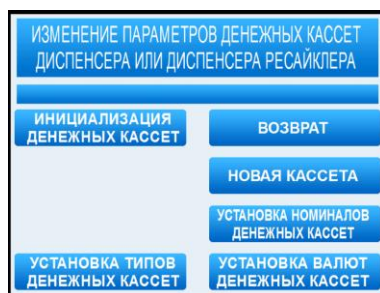 ИЗМЕНЕНИЕ ПАРАМЕТРОВ ДЕНЕЖНЫХ КАССЕТ
ДИСПЕНСЕРА ИЛИ ДИСПЕНСЕРА РЕСАЙКЛЕРА
ИНИЦИАЛИЗАЦИЯ
ДЕНЕЖНЫХ КАССЕТ
ВОЗВРАТ
НОВАЯ КАССЕТА
УСТАНОВКА НОМИНАЛОВ
ДЕНЕЖНЫХ КАССЕТ
УСТАНОВКА ТИПОВ
ДЕНЕЖНЫХ КАССЕТ
УСТАНОВКА ВАЛЮТ
ДЕНЕЖНЫХ КАССЕТ